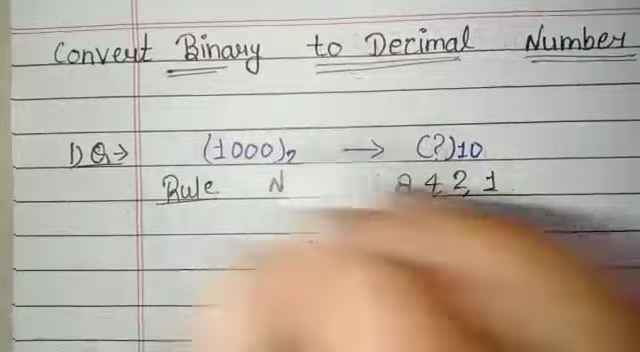 Convert Binary to Decimal Number
1) Q→ (1000)2 → (?)10
Rule N 8 4 2 1